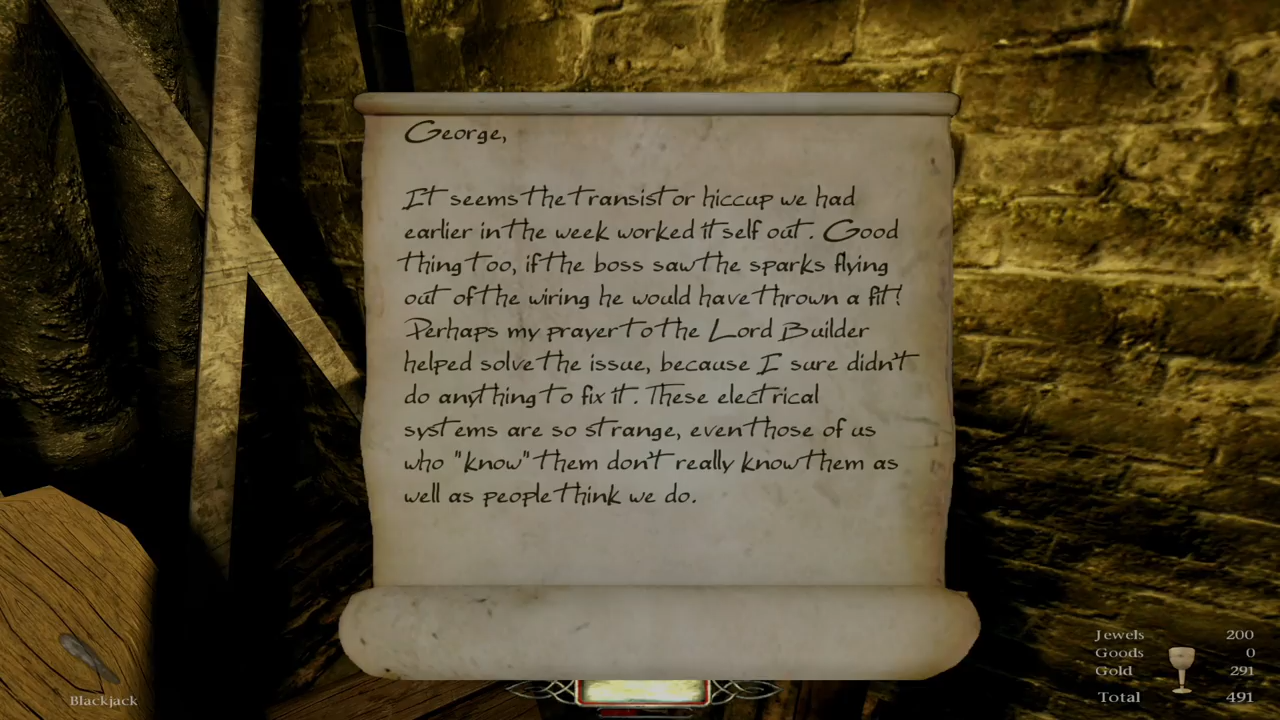 George,
It seems the transistor hiccup we had
earlier in the week worked itself out. Good
thing too, if the boss saw the sparks flying
out of the wiring he would have thrown a fit!
Perhaps my prayer to the Lord Builder
helped solve the issue, because I sure didn't
do anything to fix it. These electrical
systems are so strange, even those of us
who "know" them don't really know them as
well as people think we do.
Jewels 200
Goods 0
Gold 291
Total 491
Blackjack